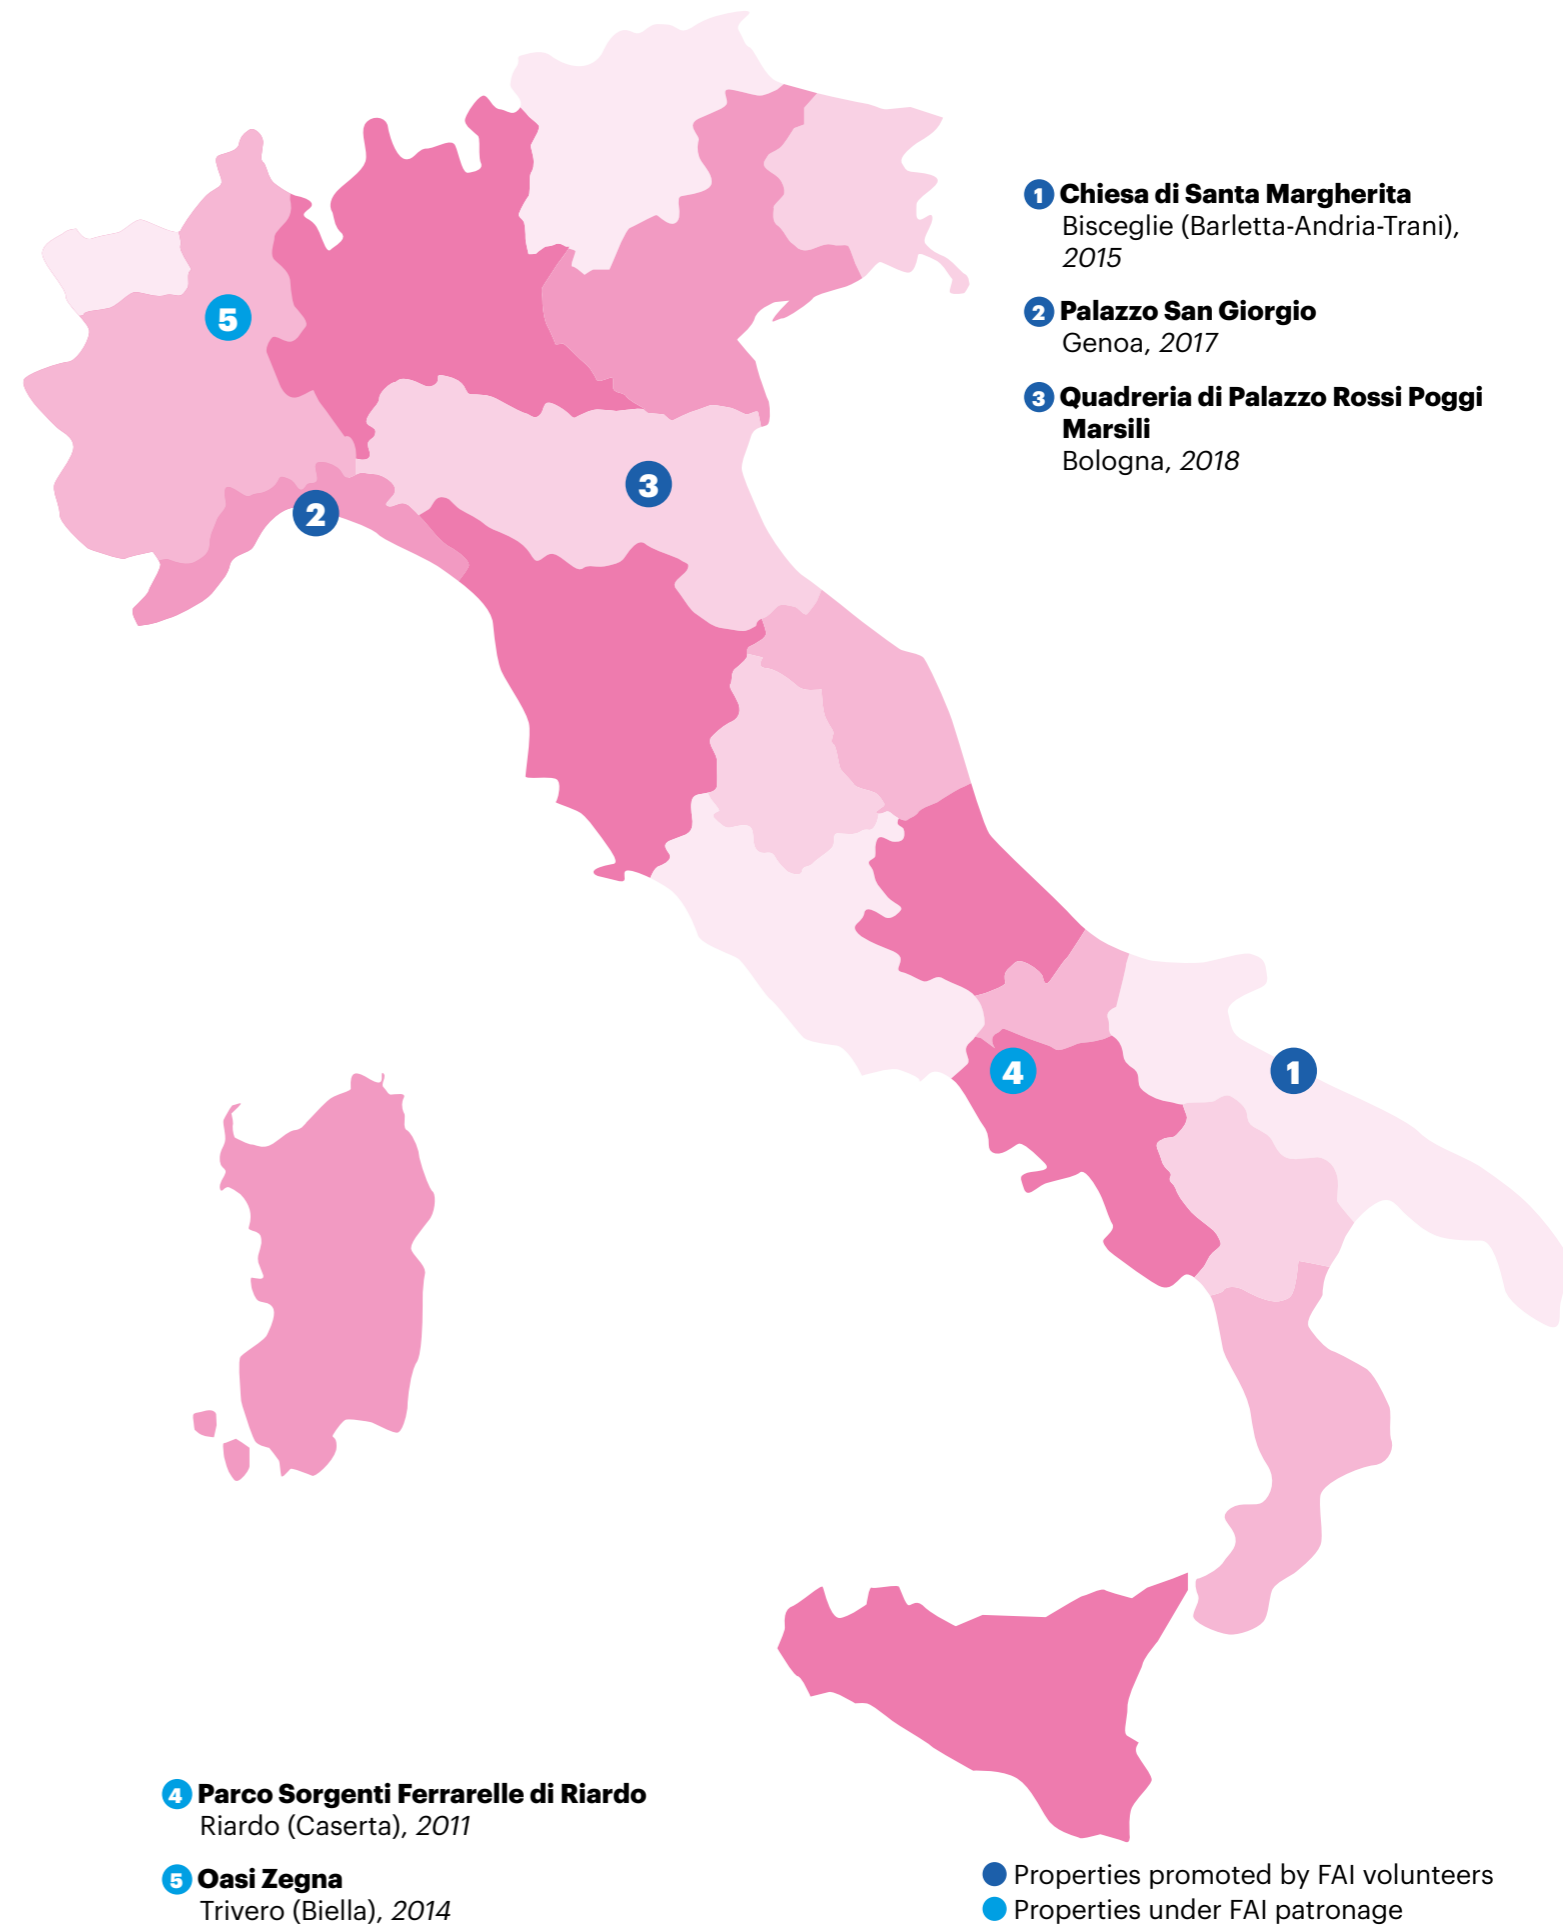 1 Chiesa di Santa Margherita
Bisceglie (Barletta-Andria-Trani),
2015
2 Palazzo San Giorgio
Genoa, 2017
3 Quadreria di Palazzo Rossi Poggi
Marsili
Bologna, 2018
5
3
2
4
1
4 Parco Sorgenti Ferrarelle di Riardo
Riardo (Caserta), 2011
5 Oasi Zegna
Trivero (Biella), 2014
Properties promoted by FAI volunteers
Properties under FAI patronage